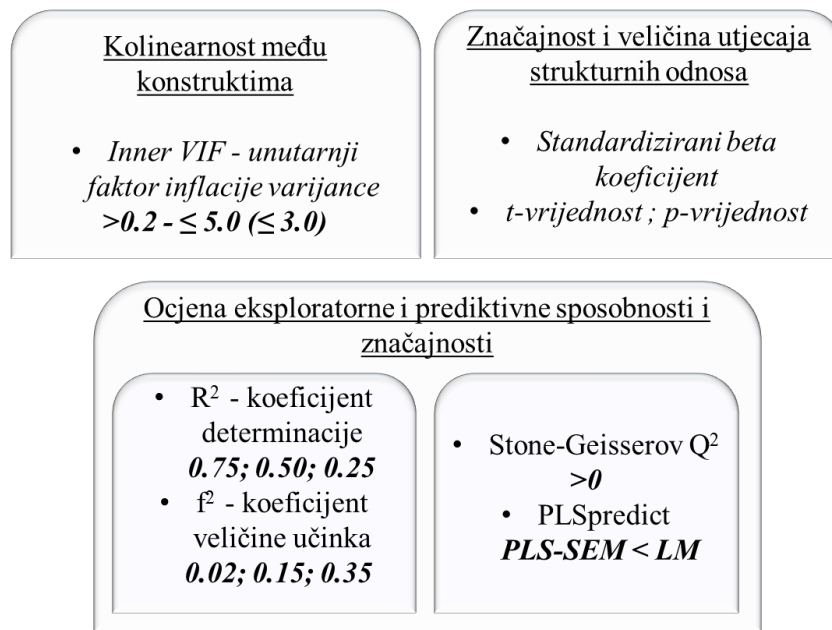 Kolinearnost među
konstruktima
• Inner VIF - unutarnji
faktor inflacije varijance
>0.2 - ≤ 5.0 (≤ 3.0)
Značajnost i veličina utjecaja
strukturnih odnosa
• Standardizirani beta
koeficijent
• t-vrijednost ; p-vrijednost
Ocjena eksploratorne i prediktivne sposobnosti i
značajnosti
• R² - koeficijent
determinacije
0.75; 0.50; 0.25
• f² - koeficijent
veličine učinka
0.02; 0.15; 0.35
• Stone-Geisserov Q²
>0
• PLSpredict
PLS-SEM < LM